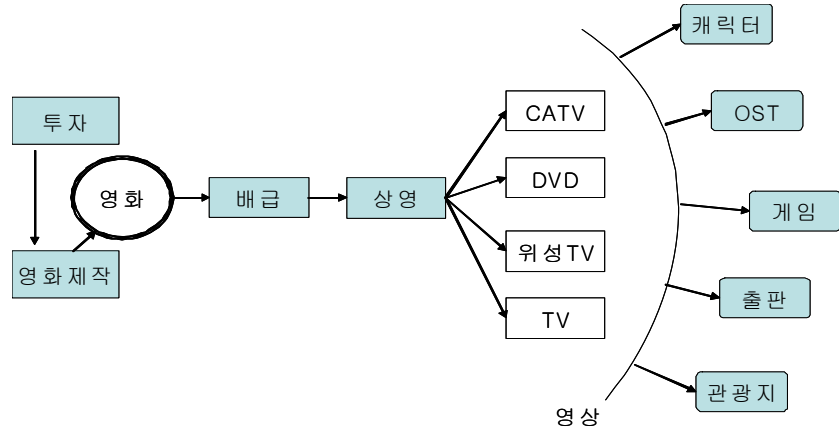 투자
영화제작
영화
배급
상영
CATV
DVD
위성TV
TV
영상
캐릭터
OST
게임
출판
관광지